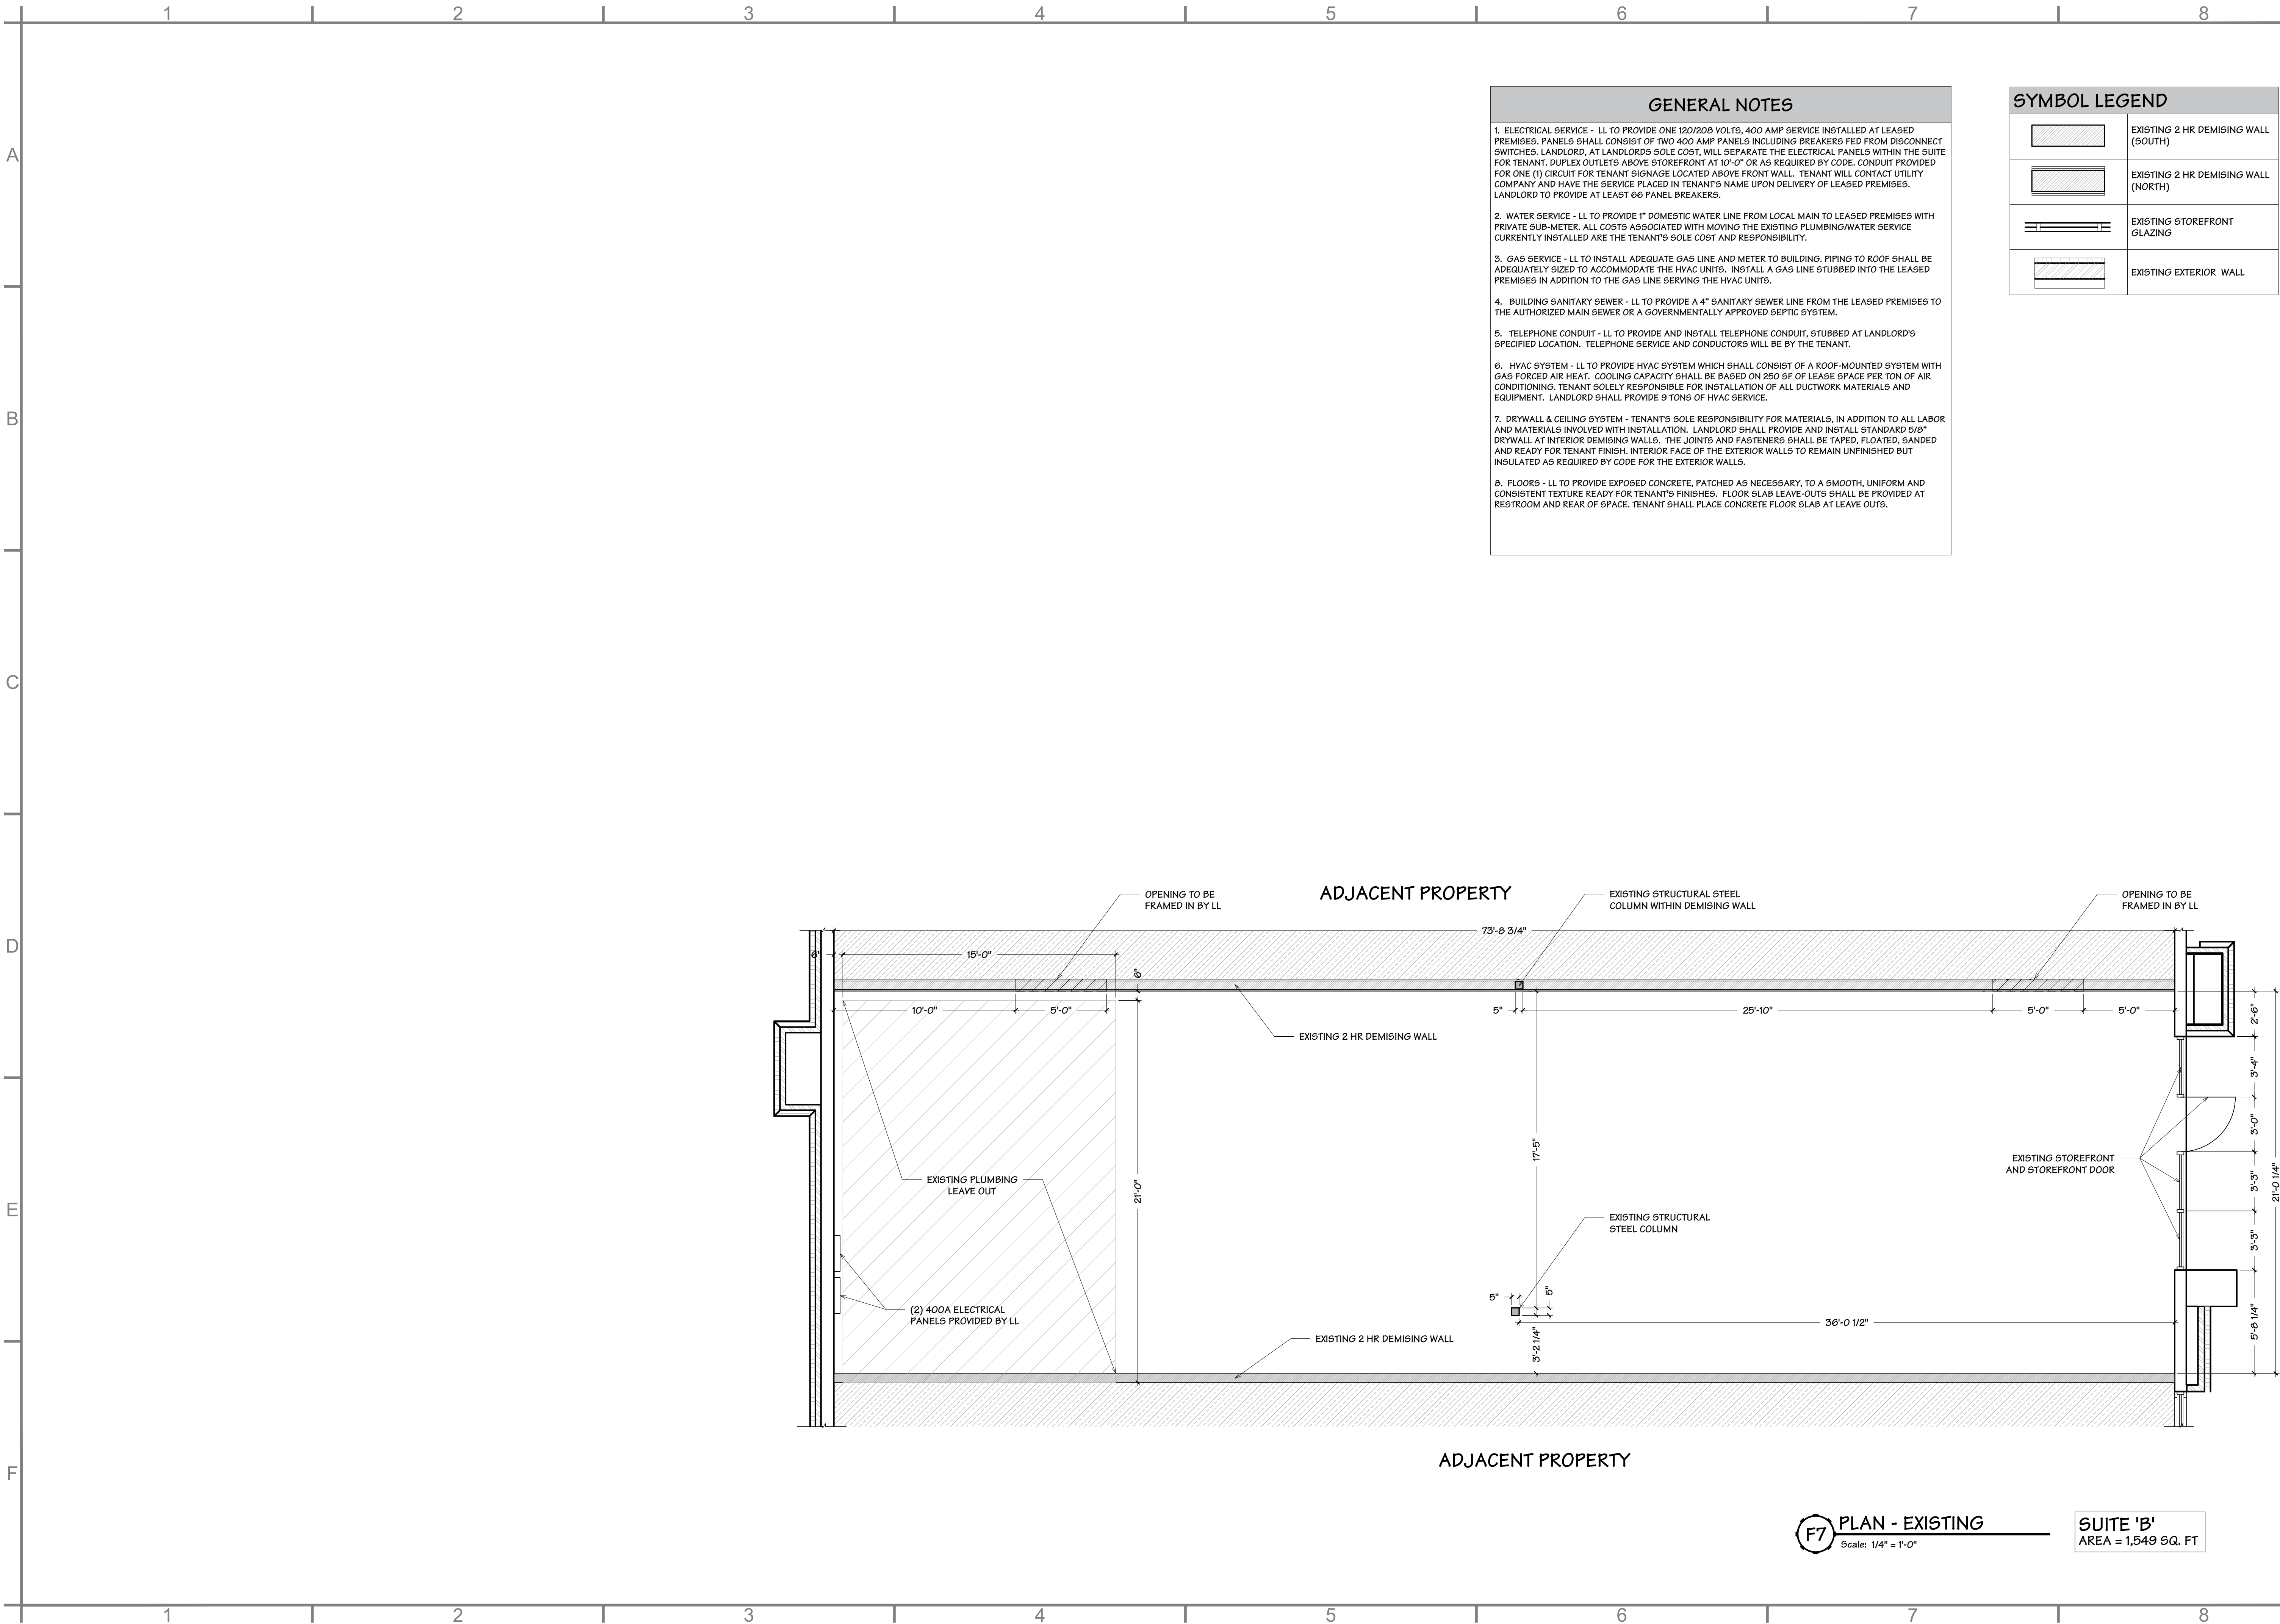 1 2 3 4 5 6 7 8
A
B
C
D
E
F
GENERAL NOTES
1. ELECTRICAL SERVICE - LL TO PROVIDE ONE 120/208 VOLTS, 400 AMP SERVICE INSTALLED AT LEASED
PREMISES. PANELS SHALL CONSIST OF TWO 400 AMP PANELS INCLUDING BREAKERS FED FROM DISCONNECT
SWITCHES. LANDLORD, AT LANDLORDS SOLE COST, WILL SEPARATE THE ELECTRICAL PANELS WITHIN THE SUITE
FOR TENANT. DUPLEX OUTLETS ABOVE STOREFRONT AT 10'-0" OR AS REQUIRED BY CODE. CONDUIT PROVIDED
FOR ONE (1) CIRCUIT FOR TENANT SIGNAGE LOCATED ABOVE FRONT WALL. TENANT WILL CONTACT UTILITY
COMPANY AND HAVE THE SERVICE PLACED IN TENANT'S NAME UPON DELIVERY OF LEASED PREMISES.
LANDLORD TO PROVIDE AT LEAST 66 PANEL BREAKERS.
2. WATER SERVICE - LL TO PROVIDE 1" DOMESTIC WATER LINE FROM LOCAL MAIN TO LEASED PREMISES WITH
PRIVATE SUB-METER. ALL COSTS ASSOCIATED WITH MOVING THE EXISTING PLUMBING/WATER SERVICE
CURRENTLY INSTALLED ARE THE TENANT'S SOLE COST AND RESPONSIBILITY.
3. GAS SERVICE - LL TO INSTALL ADEQUATE GAS LINE AND METER TO BUILDING. PIPING TO ROOF SHALL BE
ADEQUATELY SIZED TO ACCOMMODATE THE HVAC UNITS. INSTALL A GAS LINE STUBBED INTO THE LEASED
PREMISES IN ADDITION TO THE GAS LINE SERVING THE HVAC UNITS.
4. BUILDING SANITARY SEWER - LL TO PROVIDE A 4" SANITARY SEWER LINE FROM THE LEASED PREMISES TO
THE AUTHORIZED MAIN SEWER OR A GOVERNMENTALLY APPROVED SEPTIC SYSTEM.
5. TELEPHONE CONDUIT - LL TO PROVIDE AND INSTALL TELEPHONE CONDUIT, STUBBED AT LANDLORD'S
SPECIFIED LOCATION. TELEPHONE SERVICE AND CONDUCTORS WILL BE BY THE TENANT.
6. HVAC SYSTEM - LL TO PROVIDE HVAC SYSTEM WHICH SHALL CONSIST OF A ROOF-MOUNTED SYSTEM WITH
GAS FORCED AIR HEAT. COOLING CAPACITY SHALL BE BASED ON 250 SF OF LEASE SPACE PER TON OF AIR
CONDITIONING. TENANT SOLELY RESPONSIBLE FOR INSTALLATION OF ALL DUCTWORK MATERIALS AND
EQUIPMENT. LANDLORD SHALL PROVIDE 9 TONS OF HVAC SERVICE.
7. DRYWALL & CEILING SYSTEM - TENANT'S SOLE RESPONSIBILITY FOR MATERIALS, IN ADDITION TO ALL LABOR
AND MATERIALS INVOLVED WITH INSTALLATION. LANDLORD SHALL PROVIDE AND INSTALL STANDARD 5/8"
DRYWALL AT INTERIOR DEMISING WALLS. THE JOINTS AND FASTENERS SHALL BE TAPED, FLOATED, SANDED
AND READY FOR TENANT FINISH. INTERIOR FACE OF THE EXTERIOR WALLS TO REMAIN UNFINISHED BUT
INSULATED AS REQUIRED BY CODE FOR THE EXTERIOR WALLS.
8. FLOORS - LL TO PROVIDE EXPOSED CONCRETE, PATCHED AS NECESSARY, TO A SMOOTH, UNIFORM AND
CONSISTENT TEXTURE READY FOR TENANT'S FINISHES. FLOOR SLAB LEAVE-OUTS SHALL BE PROVIDED AT
RESTROOM AND REAR OF SPACE. TENANT SHALL PLACE CONCRETE FLOOR SLAB AT LEAVE OUTS.
SYMBOL LEGEND
EXISTING 2 HR DEMISING WALL
(SOUTH)
EXISTING 2 HR DEMISING WALL
(NORTH)
EXISTING STOREFRONT
GLAZING
EXISTING EXTERIOR WALL
ADJACENT PROPERTY
OPENING TO BE
FRAMED IN BY LL
EXISTING STRUCTURAL STEEL
COLUMN WITHIN DEMISING WALL
OPENING TO BE
FRAMED IN BY LL
73'-8 3/4"
6"
15'-0"
6"
10'-0"
5'-0"
5"
25'-10"
5'-0"
5'-0"
EXISTING 2 HR DEMISING WALL
2'-6"
3'-4"
3'-0"
3'-3"
3'-3"
5'-8 1/4"
21'-0 1/4"
17'-5"
21'-0"
EXISTING STOREFRONT
AND STOREFRONT DOOR
EXISTING PLUMBING
LEAVE OUT
EXISTING STRUCTURAL
STEEL COLUMN
5"
5"
(2) 400A ELECTRICAL
PANELS PROVIDED BY LL
36'-0 1/2"
3'-2 1/4"
EXISTING 2 HR DEMISING WALL
ADJACENT PROPERTY
F7
PLAN - EXISTING
Scale: 1/4" = 1'-0"
SUITE 'B'
AREA = 1,549 SQ. FT
1 2 3 4 5 6 7 8